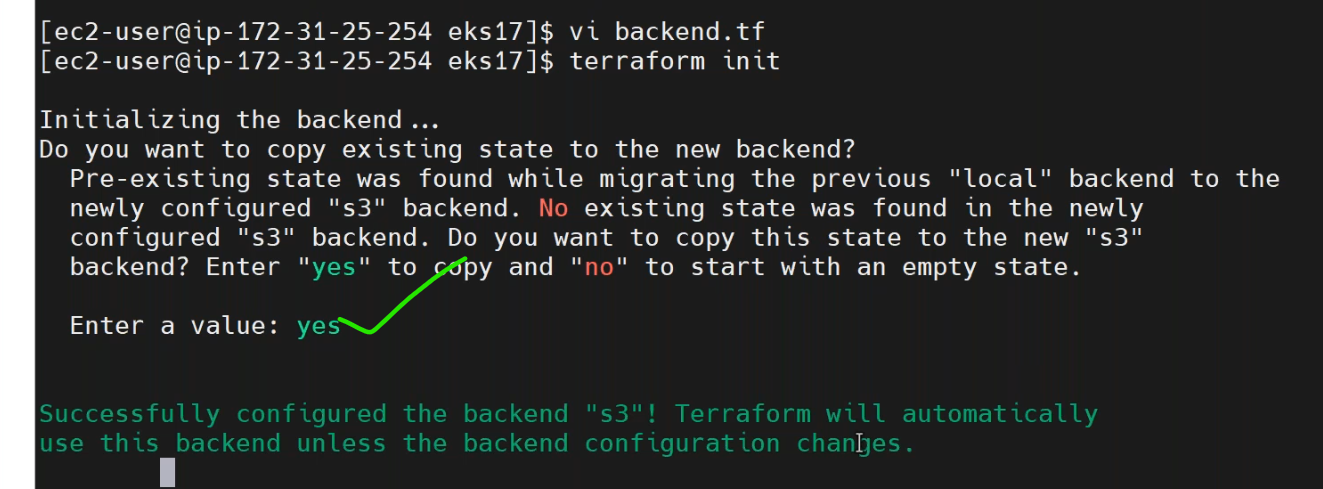 [ec2-user@ip-172-31-25-254 eks17]$ vi backend.tf
[ec2-user@ip-172-31-25-254 eks17]$ terraform init
Initializing the backend...
Do you want to copy existing state to the new backend?
Pre-existing state was found while migrating the previous "local" backend to the
newly configured "s3" backend. No existing state was found in the newly
configured "s3" backend. Do you want to copy this state to the new "s3"
backend? Enter "yes" to copy and "no" to start with an empty state.
Enter a value: yes
Successfully configured the backend "s3"! Terraform will automatically
use this backend unless the backend configuration changes.